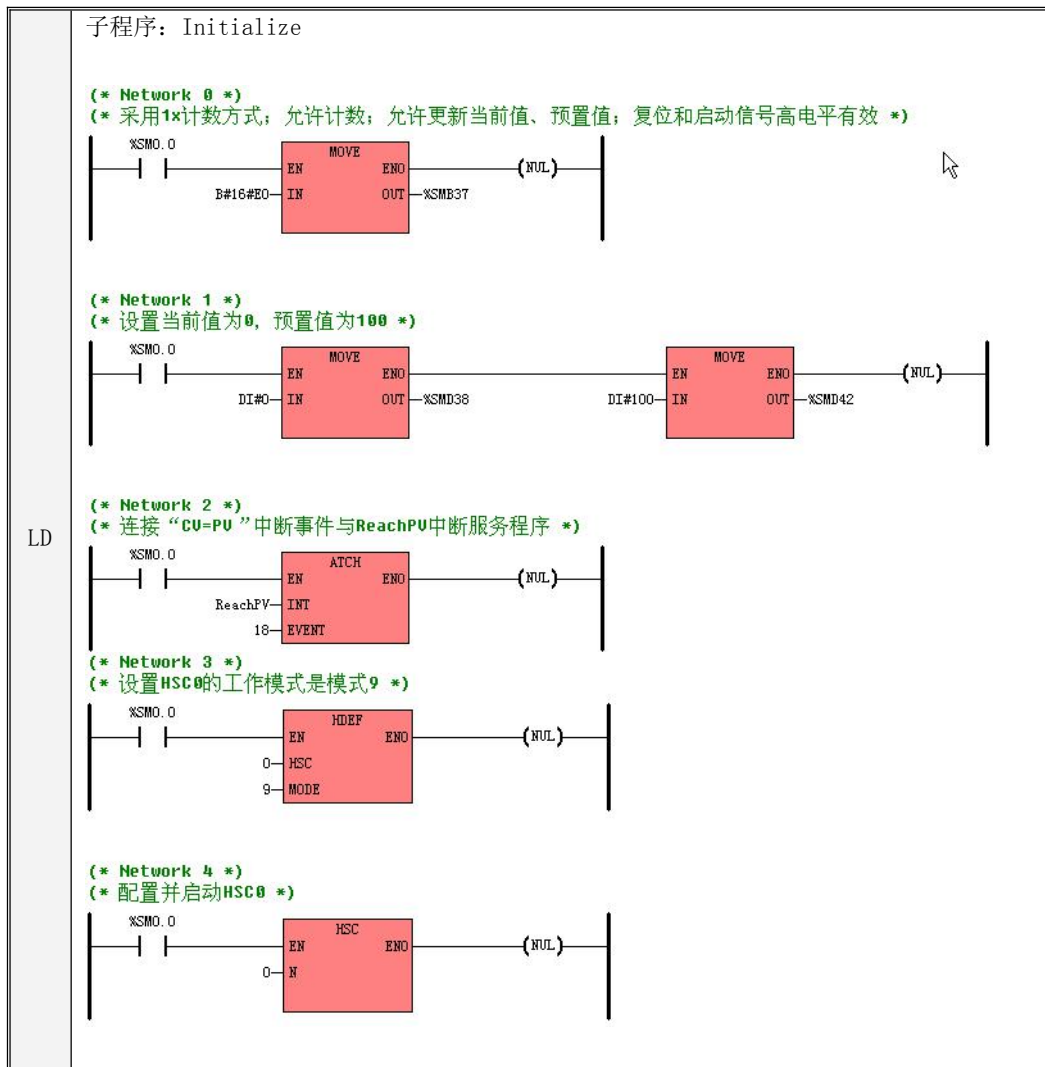 子程序: Initialize
(* Network 0 *)
(* 采用1x计数方式; 允许计数; 允许更新当前值、预置值; 复位和启动信号高电平有效 *)
%SM0.0
MOVE
EN ENO (NUL)
B#16#E0 IN OUT %SMB37
(* Network 1 *)
(* 设置当前值为0, 预置值为100 *)
%SM0.0
MOVE MOVE
EN ENO EN ENO (NUL)
DI#0 IN OUT %SMD38 DI#100 IN OUT %SMD42
(* Network 2 *)
(* 连接“CV=PV ”中断事件与ReachPV中断服务程序 *)
LD
%SM0.0
ATCH
EN ENO (NUL)
ReachPV INT
18 EVENT
(* Network 3 *)
(* 设置HSC0的工作模式是模式9 *)
%SM0.0
HDEF
EN ENO (NUL)
0 HSC
9 MODE
(* Network 4 *)
(* 配置并启动HSC0 *)
%SM0.0
HSC
EN ENO (NUL)
0 N